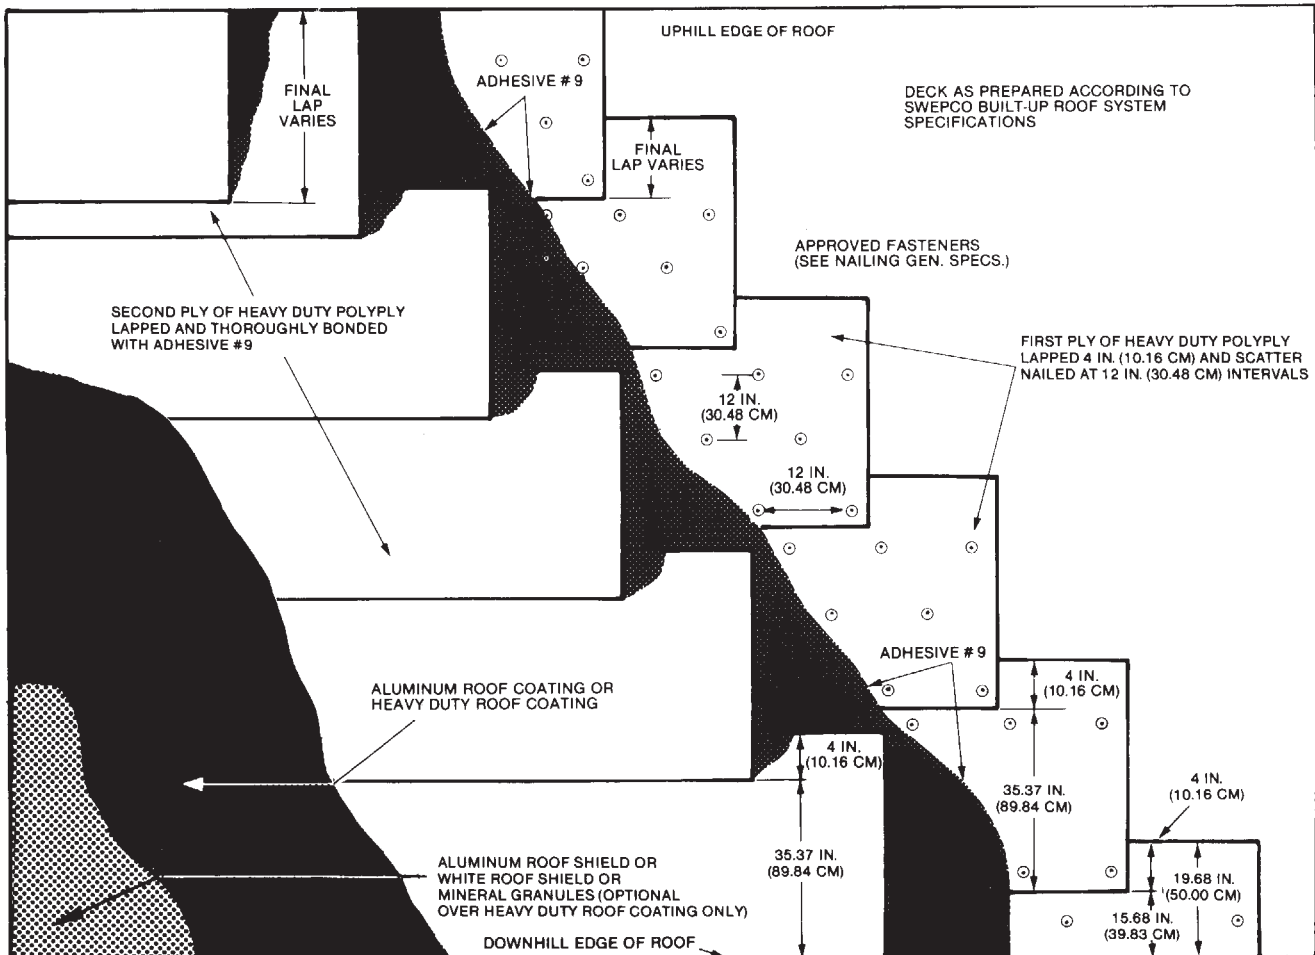 UPHILL EDGE OF ROOF
FINAL
LAP
VARIES
ADHESIVE #9
DECK AS PREPARED ACCORDING TO
SWEPCO BUILT-UP ROOF SYSTEM
SPECIFICATIONS
FINAL
LAP VARIES
APPROVED FASTENERS
(SEE NAILING GEN. SPECS.)
SECOND PLY OF HEAVY DUTY POLYPLY
LAPPED AND THOROUGHLY BONDED
WITH ADHESIVE #9
FIRST PLY OF HEAVY DUTY POLYPLY
LAPPED 4 IN. (10.16 CM) AND SCATTER
NAILED AT 12 IN. (30.48 CM) INTERVALS
12 IN.
(30.48 CM)
12 IN.
(30.48 CM)
ADHESIVE #9
4 IN.
(10.16 CM)
ALUMINUM ROOF COATING OR
HEAVY DUTY ROOF COATING
4 IN.
(10.16 CM)
35.37 IN.
(89.84 CM)
4 IN.
(10.16 CM)
35.37 IN.
(89.84 CM)
ALUMINUM ROOF SHIELD OR
WHITE ROOF SHIELD OR
MINERAL GRANULES (OPTIONAL
OVER HEAVY DUTY ROOF COATING ONLY)
19.68 IN.
(50.00 CM)
15.68 IN.
(39.83 CM)
DOWNHILL EDGE OF ROOF